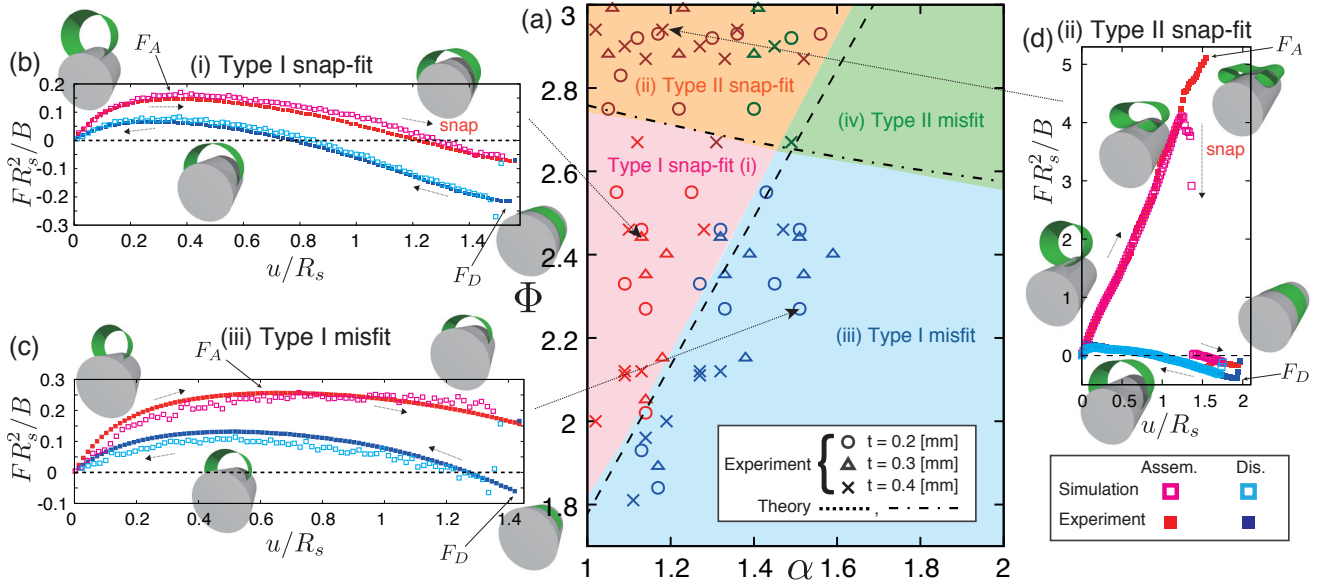 (a)
3
2.8
2.6
2.4
2.2
2
1.8
Φ
1
1.2
1.4
1.6
1.8
2
α
(ii) Type II snap-fit
(iv) Type II misfit
Type I snap-fit (i)
(iii) Type I misfit
Experiment { ○ t = 0.2 [mm]
△ t = 0.3 [mm]
× t = 0.4 [mm]
Theory ,
(b)
(i) Type I snap-fit
F_A
snap
F_D
0.2
0.1
0
-0.1
-0.2
-0.3
FR_s^2/B
0 0.2 0.4 0.6 0.8 1 1.2 1.4
u/R_s
(c)
(iii) Type I misfit
F_A
F_D
0.3
0.2
0.1
0
-0.1
FR_s^2/B
0 0.2 0.4 0.6 0.8 1 1.2 1.4
u/R_s
(d)
(ii) Type II snap-fit
F_A
snap
F_D
5
4
3
2
1
0
FR_s^2/B
0 0.5 1 1.5 2
u/R_s
Assem. Dis.
Simulation
Experiment